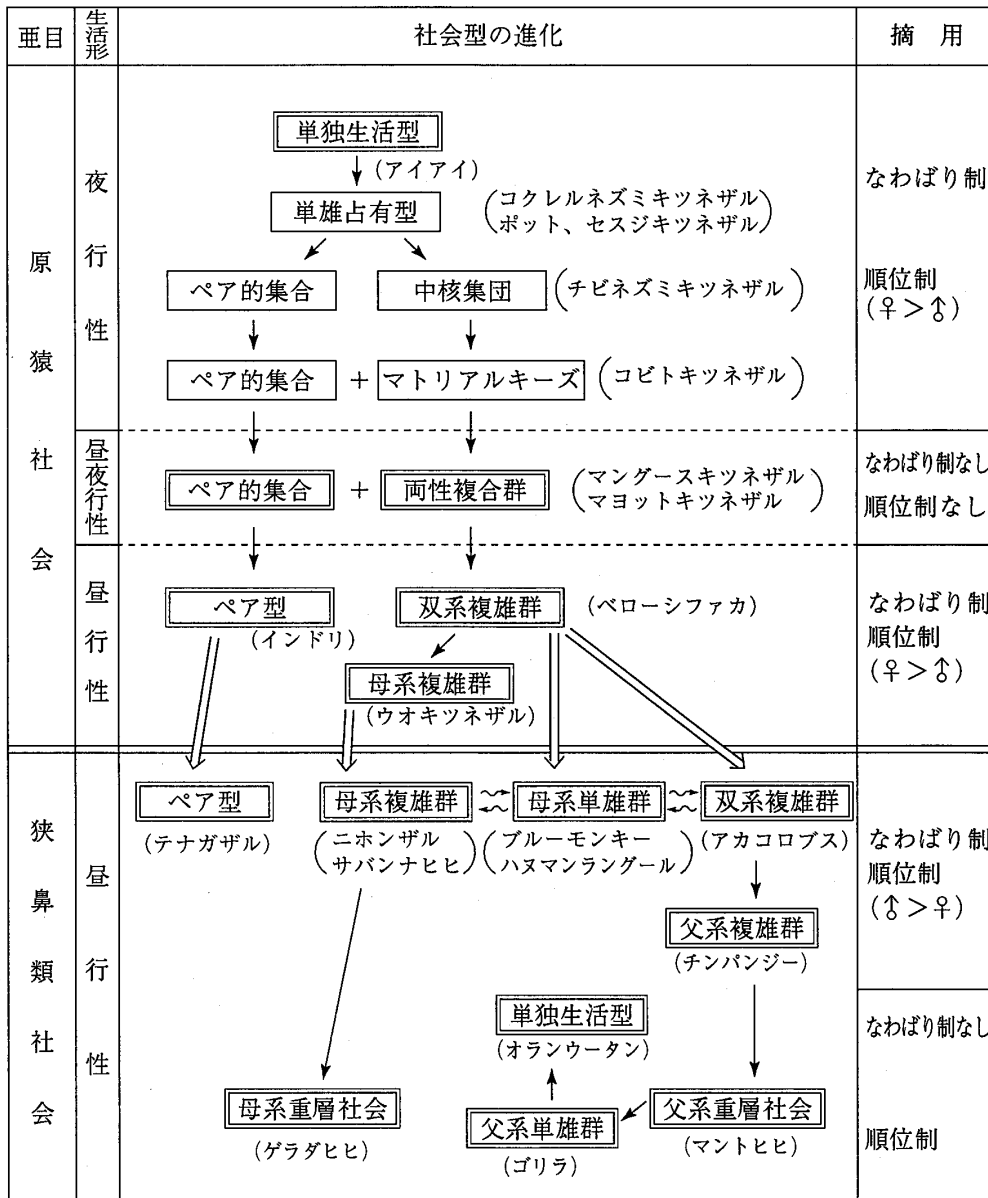 亜目
生活形
社会型の進化
摘用
原猿社会
夜行性
単独生活型
(アイアイ)
なわばり制
単雄占有型
(コクレルネズミキツネザル
ポット、セスジキツネザル)
ペア的集合
中核集団
(チビネズミキツネザル)
順位制
(♀>♂)
ペア的集合 + マトリアルキーズ
(コビトキツネザル)
昼夜行性
ペア的集合 + 両性複合群
(マングースキツネザル
マヨットキツネザル)
なわばり制なし
順位制なし
昼行性
ペア型
(インドリ)
双系複雄群
(ベローシファカ)
なわばり制
順位制
(♀>♂)
母系複雄群
(ウオキツネザル)
狭鼻類社会
昼行性
ペア型
(テナガザル)
母系複雄群
(ニホンザル
サバンナヒヒ)
母系単雄群
(ブルーモンキー
ハヌマンラングール)
双系複雄群
(アカコロブス)
なわばり制
順位制
(♂>♀)
父系複雄群
(チンパンジー)
単独生活型
(オランウータン)
なわばり制なし
母系重層社会
(ゲラダヒヒ)
父系単雄群
(ゴリラ)
父系重層社会
(マントヒヒ)
順位制